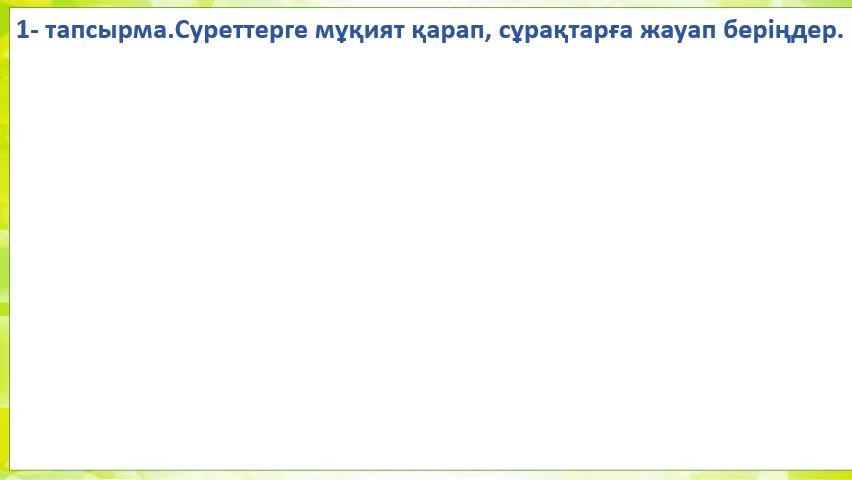 1- тапсырма.Суреттерге мұқият қарап, сұрақтарға жауап беріңдер.